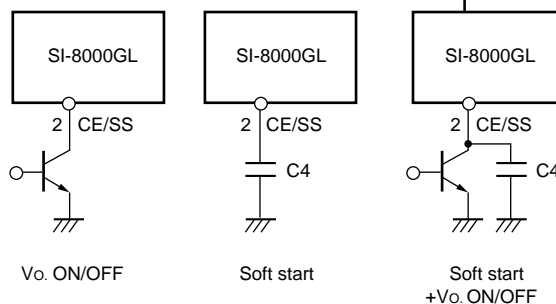 SI-8000GL
SI-8000GL
SI-8000GL
2 CE/SS
2 CE/SS
2 CE/SS
C4
C4
Vo. ON/OFF
Soft start
Soft start
+Vo. ON/OFF